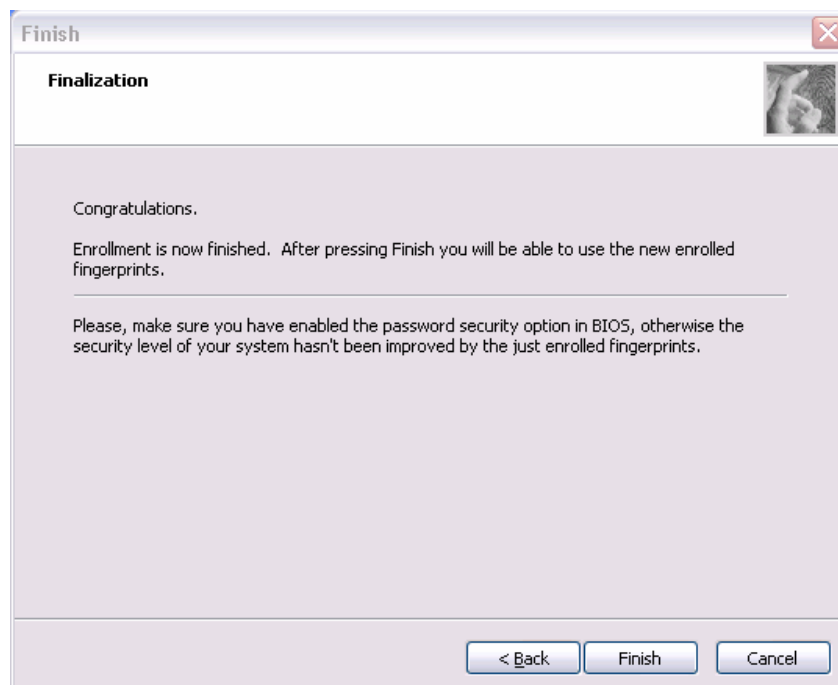 Finish
Finalization
Congratulations.
Enrollment is now finished.  After pressing Finish you will be able to use the new enrolled
fingerprints.
Please, make sure you have enabled the password security option in BIOS, otherwise the
security level of your system hasn't been improved by the just enrolled fingerprints.
< Back
Finish
Cancel